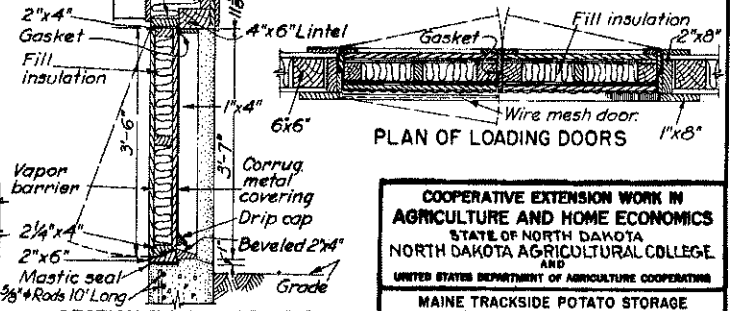 2"x4"
Gasket
Fill
insulation
3'-6"
Vapor
barrier
2¼"x4"
2"x6"
Mastic seal
5/8"ϕRods 10' Long
4"x6" Lintel
1"x4"
3'-7"
Corrug.
metal
covering
Drip cap
Beveled 2"x4"
Grade
Gasket
Fill insulation
2"x8"
6"x6"
Wire mesh door.
1"x8"
PLAN OF LOADING DOORS
COOPERATIVE EXTENSION WORK IN
AGRICULTURE AND HOME ECONOMICS
STATE OF NORTH DAKOTA
NORTH DAKOTA AGRICULTURAL COLLEGE
AND
UNITED STATES DEPARTMENT OF AGRICULTURE COOPERATING
MAINE TRACKSIDE POTATO STORAGE